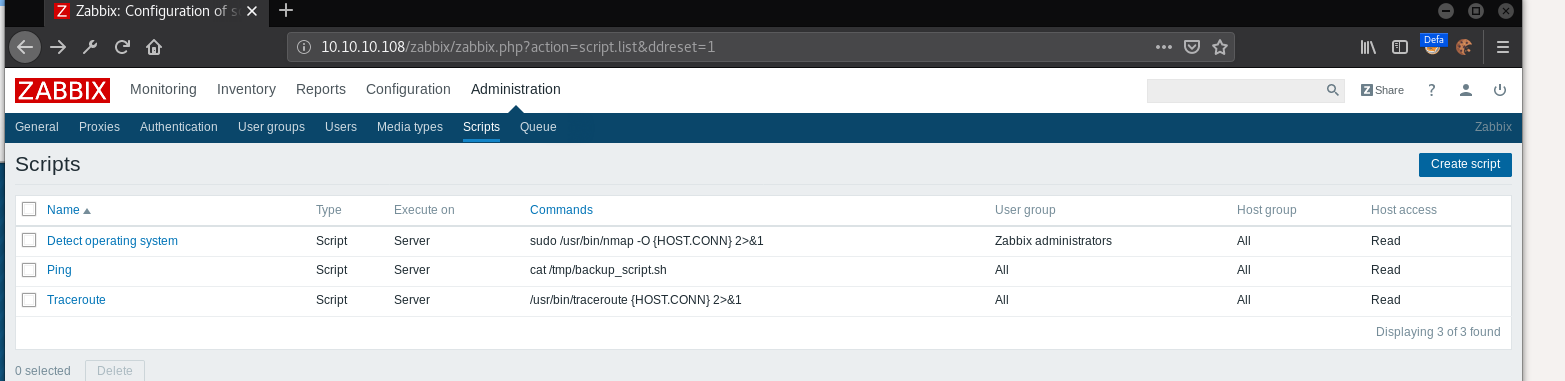 Zabbix: Configuration of s
10.10.10.108/zabbix/zabbix.php?action=script.list&ddreset=1
Defa
ZABBIX Monitoring Inventory Reports Configuration Administration Z Share ?
General Proxies Authentication User groups Users Media types Scripts Queue Zabbix
Scripts Create script
Name Type Execute on Commands User group Host group Host access
Detect operating system Script Server sudo /usr/bin/nmap -O {HOST.CONN} 2>&1 Zabbix administrators All Read
Ping Script Server cat /tmp/backup_script.sh All All Read
Traceroute Script Server /usr/bin/traceroute {HOST.CONN} 2>&1 All All Read
Displaying 3 of 3 found
0 selected Delete